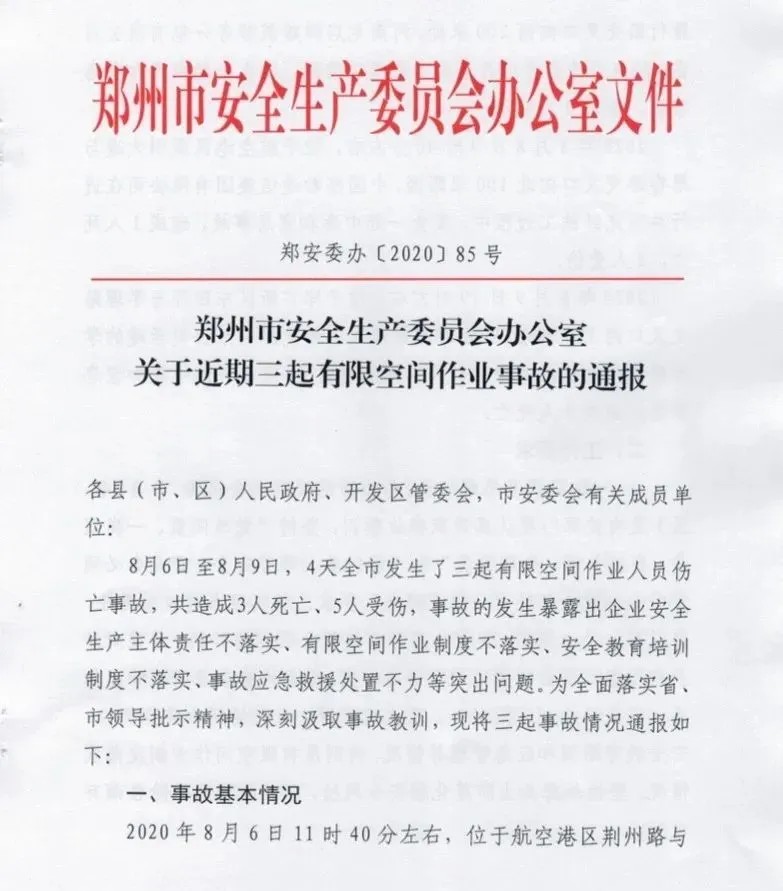 郑州市安全生产委员会办公室文件
郑安委办〔2020〕85号
郑州市安全生产委员会办公室
关于近期三起有限空间作业事故的通报
各县（市、区）人民政府、开发区管委会，市安委会有关成员单
位：
8月6日至8月9日，4天全市发生了三起有限空间作业人员伤
亡事故，共造成3人死亡、5人受伤，事故的发生暴露出企业安全
生产主体责任不落实、有限空间作业制度不落实、安全教育培训
制度不落实、事故应急救援处置不力等突出问题。为全面落实省、
市领导批示精神，深刻汲取事故教训，现将三起事故情况通报如
下：
一、事故基本情况
2020年8月6日11时40分左右，位于航空港区荆州路与